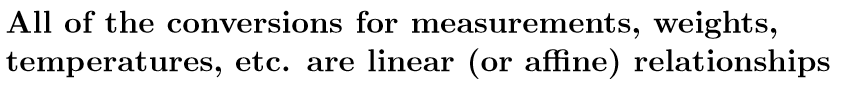 All of the conversions for measurements, weights,
temperatures, etc. are linear (or affine) relationships